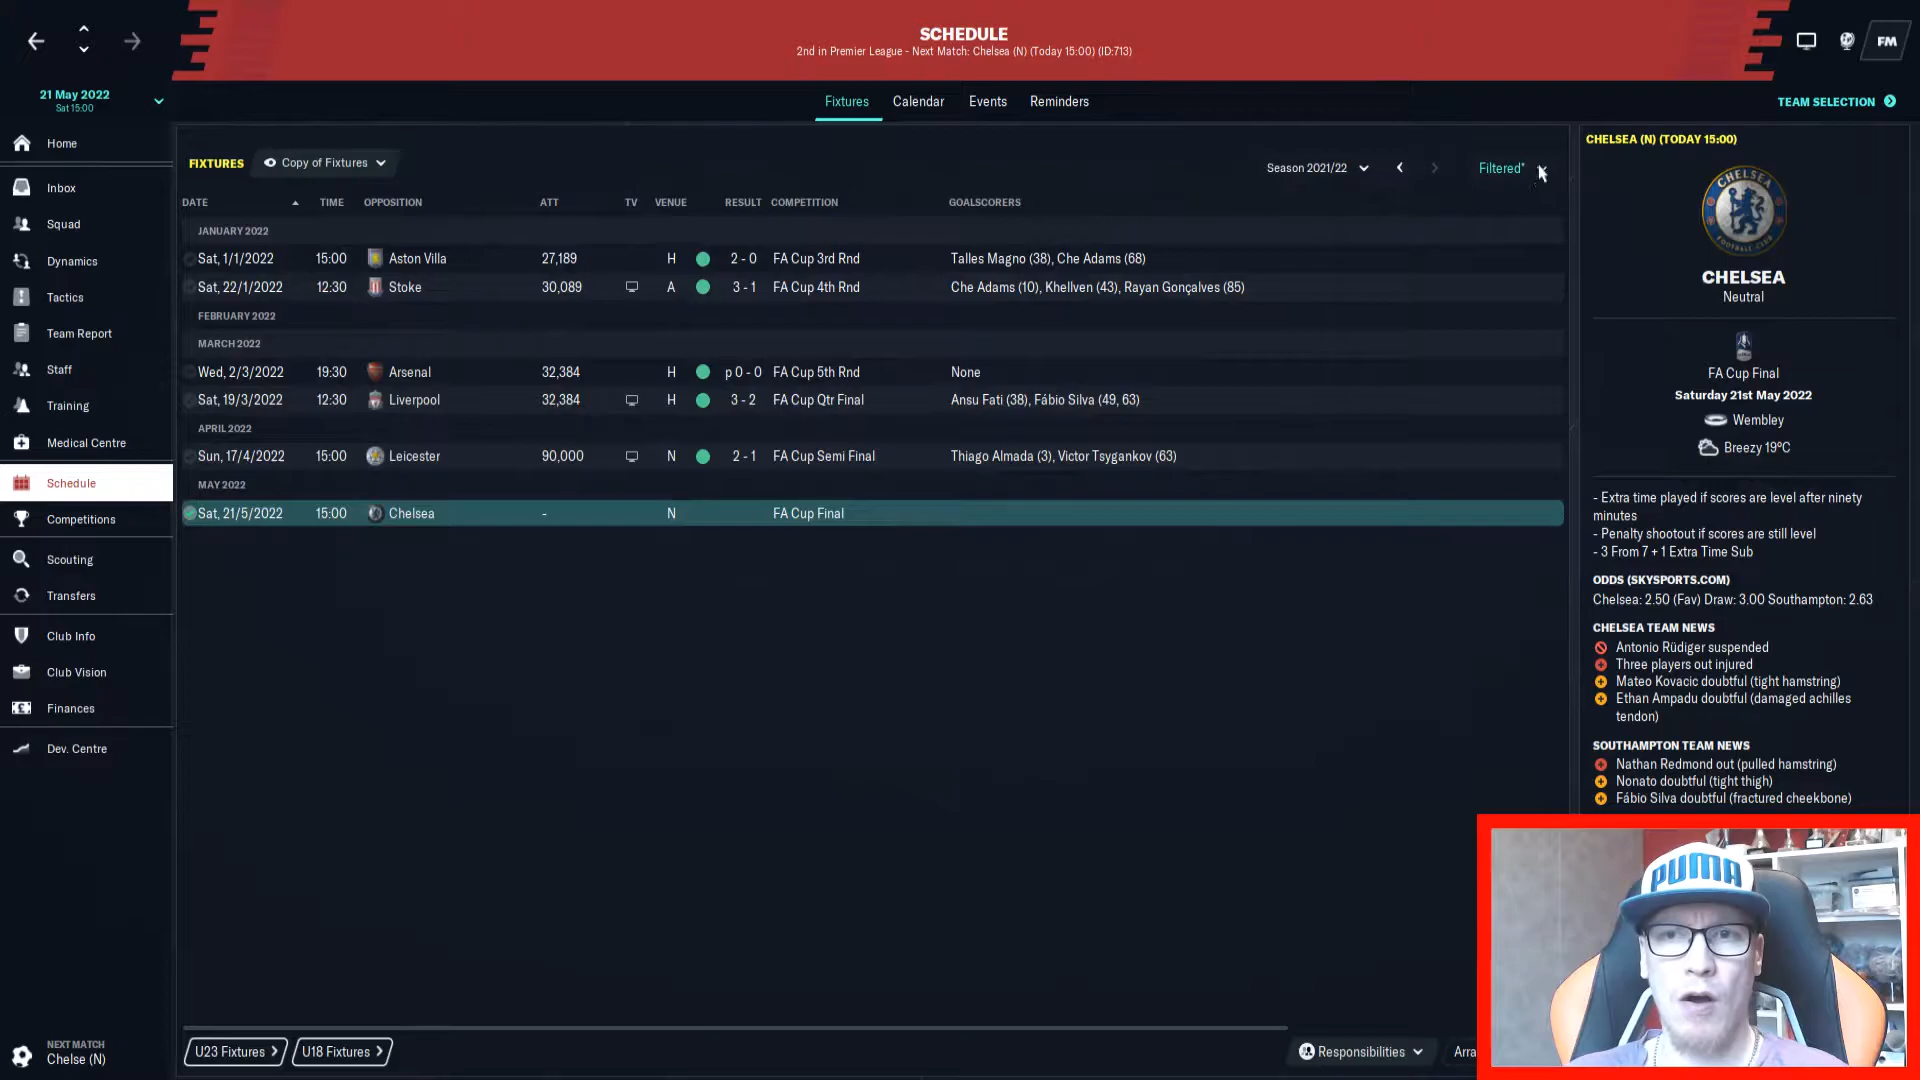 SCHEDULE
2nd in Premier League - Next Match: Chelsea (N) (Today 15:00) (ID:713)
FM
21 May 2022
Sat 15:00
Fixtures Calendar Events Reminders
TEAM SELECTION
Home
Inbox
Squad
Dynamics
Tactics
Team Report
Staff
Training
Medical Centre
Schedule
Competitions
Scouting
Transfers
Club Info
Club Vision
Finances
Dev. Centre
NEXT MATCH
Chelse (N)
FIXTURES Copy of Fixtures Season 2021/22 Filtered*
DATE TIME OPPOSITION ATT TV VENUE RESULT COMPETITION GOALSCORERS
JANUARY 2022
Sat, 1/1/2022 15:00 Aston Villa 27,189 H 2 - 0 FA Cup 3rd Rnd Talles Magno (38), Che Adams (68)
Sat, 22/1/2022 12:30 Stoke 30,089 A 3 - 1 FA Cup 4th Rnd Che Adams (10), Khellven (43), Rayan Gonçalves (85)
FEBRUARY 2022
MARCH 2022
Wed, 2/3/2022 19:30 Arsenal 32,384 H p 0 - 0 FA Cup 5th Rnd None
Sat, 19/3/2022 12:30 Liverpool 32,384 H 3 - 2 FA Cup Qtr Final Ansu Fati (38), Fábio Silva (49, 63)
APRIL 2022
Sun, 17/4/2022 15:00 Leicester 90,000 N 2 - 1 FA Cup Semi Final Thiago Almada (3), Victor Tsygankov (63)
MAY 2022
Sat, 21/5/2022 15:00 Chelsea - N FA Cup Final
U23 Fixtures U18 Fixtures
Responsibilities Arra
CHELSEA (N) (TODAY 15:00)
CHELSEA
FOOTBALL CLUB
CHELSEA
Neutral
FA Cup Final
Saturday 21st May 2022
Wembley
Breezy 19°C
- Extra time played if scores are level after ninety
minutes
- Penalty shootout if scores are still level
- 3 From 7 + 1 Extra Time Sub
ODDS (SKYSPORTS.COM)
Chelsea: 2.50 (Fav) Draw: 3.00 Southampton: 2.63
CHELSEA TEAM NEWS
Antonio Rüdiger suspended
Three players out injured
Mateo Kovacic doubtful (tight hamstring)
Ethan Ampadu doubtful (damaged achilles
tendon)
SOUTHAMPTON TEAM NEWS
Nathan Redmond out (pulled hamstring)
Nonato doubtful (tight thigh)
Fábio Silva doubtful (fractured cheekbone)
PUMA